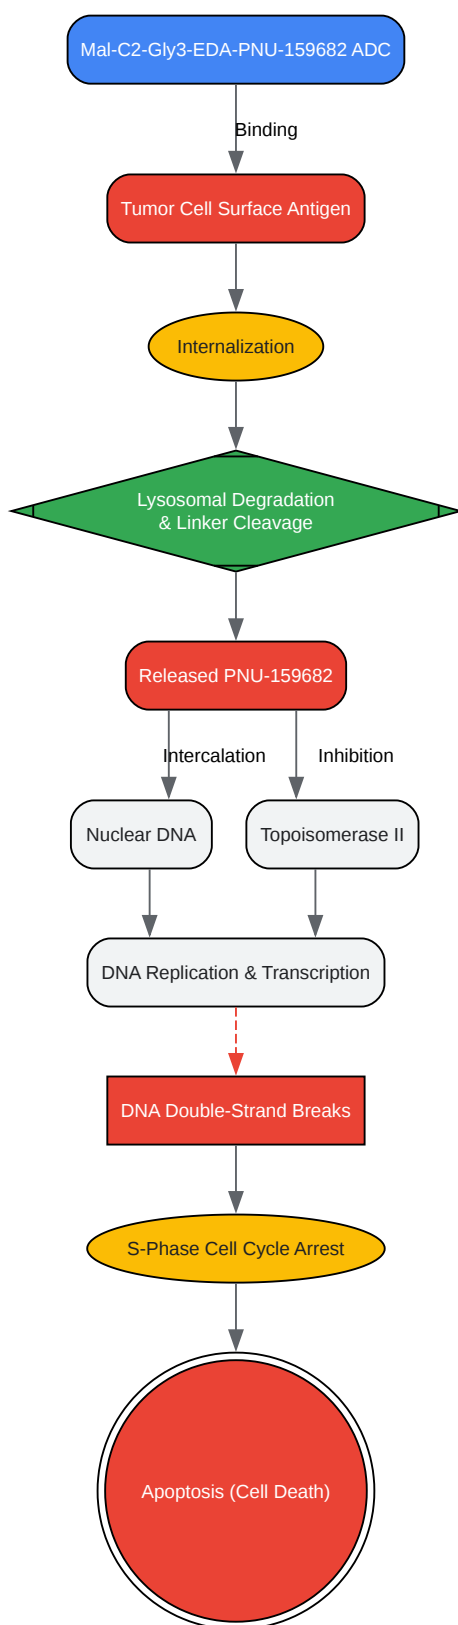 Mal-C2-Gly3-EDA-PNU-159682 ADC
Binding
Tumor Cell Surface Antigen
Internalization
Lysosomal Degradation
& Linker Cleavage
Released PNU-159682
Intercalation
Inhibition
Nuclear DNA
Topoisomerase II
DNA Replication & Transcription
DNA Double-Strand Breaks
S-Phase Cell Cycle Arrest
Apoptosis (Cell Death)